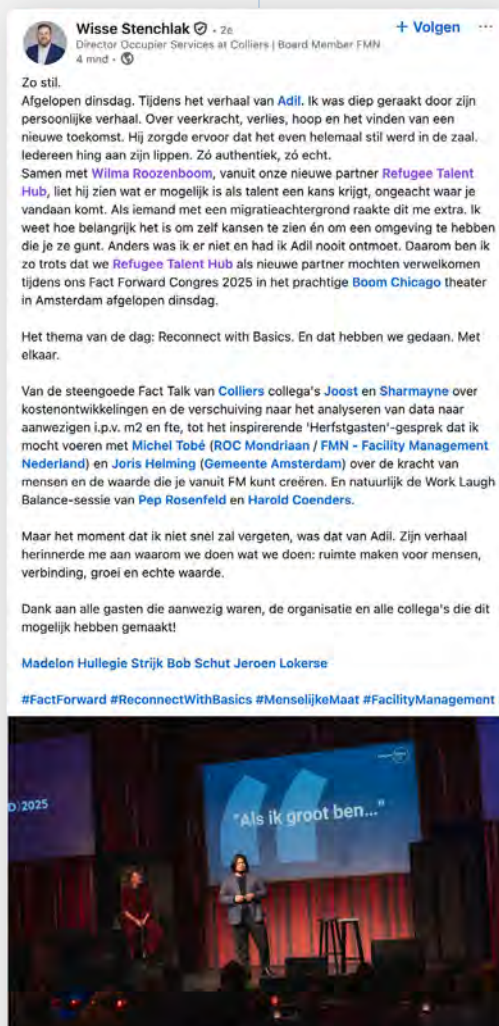 Wisse Stenchlak · 2e
+ Volgen ...
Director Occupier Services at Colliers | Board Member FMN
4 mnd ·
Zo stil.
Afgelopen dinsdag. Tijdens het verhaal van Adil. Ik was diep geraakt door zijn
persoonlijke verhaal. Over veerkracht, verlies, hoop en het vinden van een
nieuwe toekomst. Hij zorgde ervoor dat het even helemaal stil werd in de zaal.
Iedereen hing aan zijn lippen. Zó authentiek, zó echt.
Samen met Wilma Roozenboom, vanuit onze nieuwe partner Refugee Talent
Hub, liet hij zien wat er mogelijk is als talent een kans krijgt, ongeacht waar je
vandaan komt. Als iemand met een migratieachtergrond raakte dit me extra. Ik
weet hoe belangrijk het is om zelf kansen te zien én om een omgeving te hebben
die je ze gunt. Anders was ik er niet en had ik Adil nooit ontmoet. Daarom ben ik
zo trots dat we Refugee Talent Hub als nieuwe partner mochten verwelkomen
tijdens ons Fact Forward Congres 2025 in het prachtige Boom Chicago theater
in Amsterdam afgelopen dinsdag.
Het thema van de dag: Reconnect with Basics. En dat hebben we gedaan. Met
elkaar.
Van de steengoede Fact Talk van Colliers collega's Joost en Sharmayne over
kostenontwikkelingen en de verschuiving naar het analyseren van data naar
aanwezigen i.p.v. m2 en fte, tot het inspirerende 'Herfstgasten'-gesprek dat ik
mocht voeren met Michel Tobé (ROC Mondriaan / FMN - Facility Management
Nederland) en Joris Helming (Gemeente Amsterdam) over de kracht van
mensen en de waarde die je vanuit FM kunt creëren. En natuurlijk de Work Laugh
Balance-sessie van Pep Rosenfeld en Harold Coenders.
Maar het moment dat ik niet snel zal vergeten, was dat van Adil. Zijn verhaal
herinnerde me aan waarom we doen wat we doen: ruimte maken voor mensen,
verbinding, groei en echte waarde.
Dank aan alle gasten die aanwezig waren, de organisatie en alle collega's die dit
mogelijk hebben gemaakt!
Madelon Hullegie Strijk Bob Schut Jeroen Lokerse
#FactForward #ReconnectWithBasics #MenselijkeMaat #FacilityManagement
D)2025
"Als ik groot ben..."